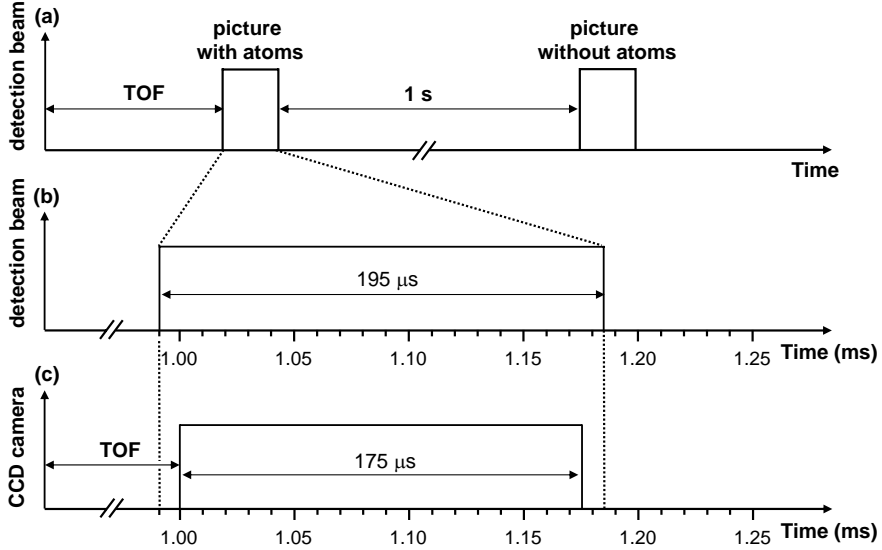 (a)
detection beam
picture
with atoms
picture
without atoms
TOF
1 s
Time
(b)
detection beam
195 μs
1.00 1.05 1.10 1.15 1.20 1.25
Time (ms)
(c)
CCD camera
TOF
175 μs
1.00 1.05 1.10 1.15 1.20 1.25
Time (ms)